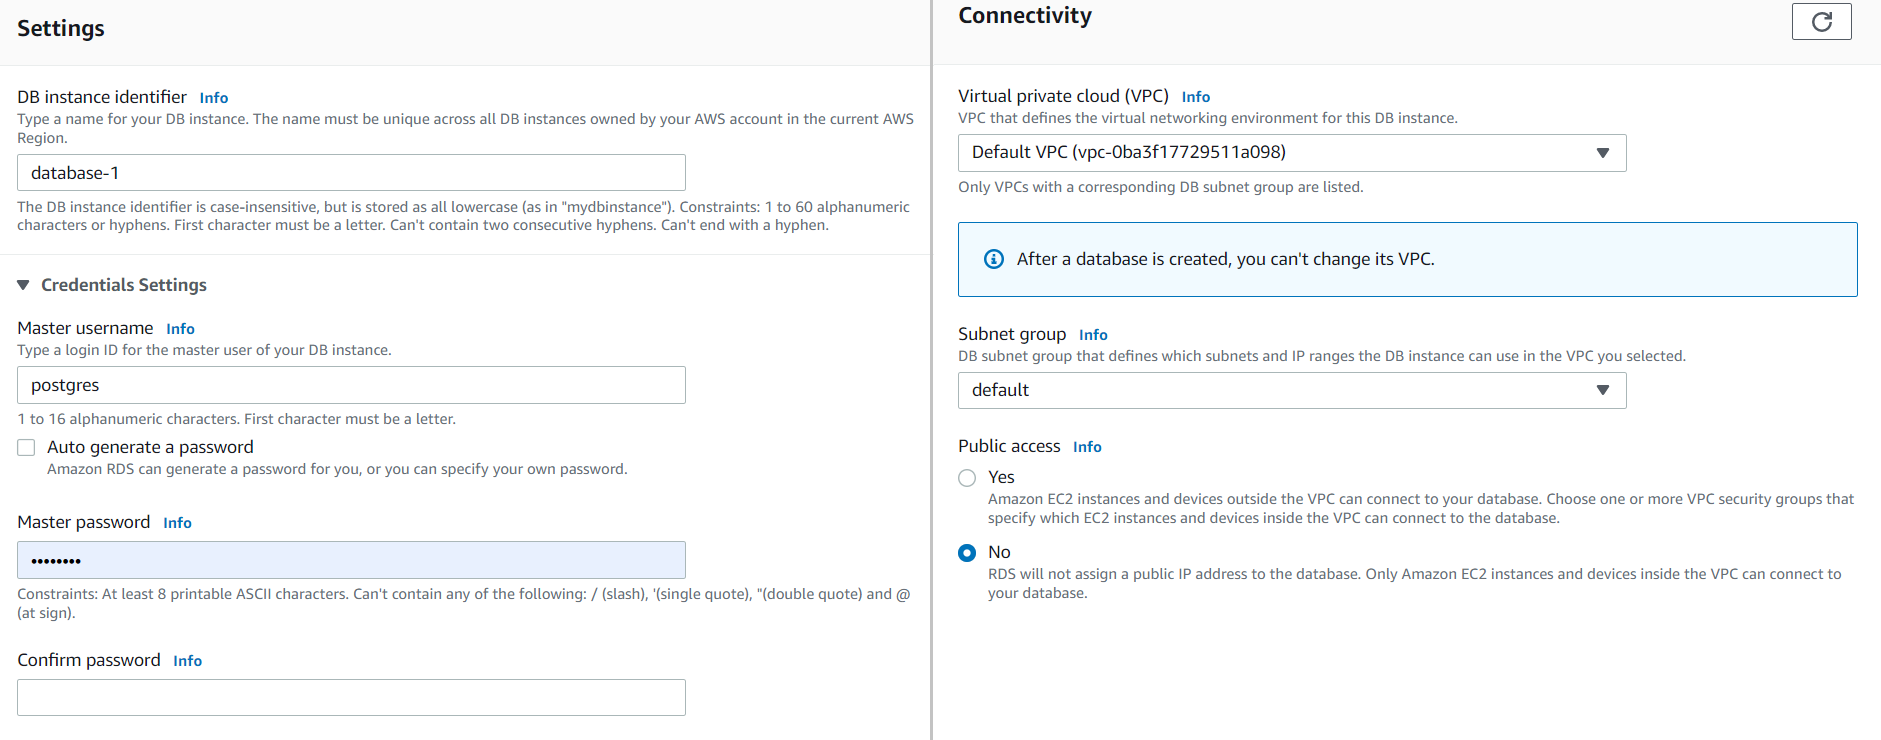 Settings
DB instance identifier Info
Type a name for your DB instance. The name must be unique across all DB instances owned by your AWS account in the current AWS
Region.
database-1
The DB instance identifier is case-insensitive, but is stored as all lowercase (as in "mydbinstance"). Constraints: 1 to 60 alphanumeric
characters or hyphens. First character must be a letter. Can't contain two consecutive hyphens. Can't end with a hyphen.
Credentials Settings
Master username Info
Type a login ID for the master user of your DB instance.
postgres
1 to 16 alphanumeric characters. First character must be a letter.
Auto generate a password
Amazon RDS can generate a password for you, or you can specify your own password.
Master password Info
••••••••
Constraints: At least 8 printable ASCII characters. Can't contain any of the following: / (slash), '(single quote), "(double quote) and @
(at sign).
Confirm password Info
Connectivity
Virtual private cloud (VPC) Info
VPC that defines the virtual networking environment for this DB instance.
Default VPC (vpc-0ba3f17729511a098)
Only VPCs with a corresponding DB subnet group are listed.
After a database is created, you can't change its VPC.
Subnet group Info
DB subnet group that defines which subnets and IP ranges the DB instance can use in the VPC you selected.
default
Public access Info
Yes
Amazon EC2 instances and devices outside the VPC can connect to your database. Choose one or more VPC security groups that
specify which EC2 instances and devices inside the VPC can connect to the database.
No
RDS will not assign a public IP address to the database. Only Amazon EC2 instances and devices inside the VPC can connect to
your database.